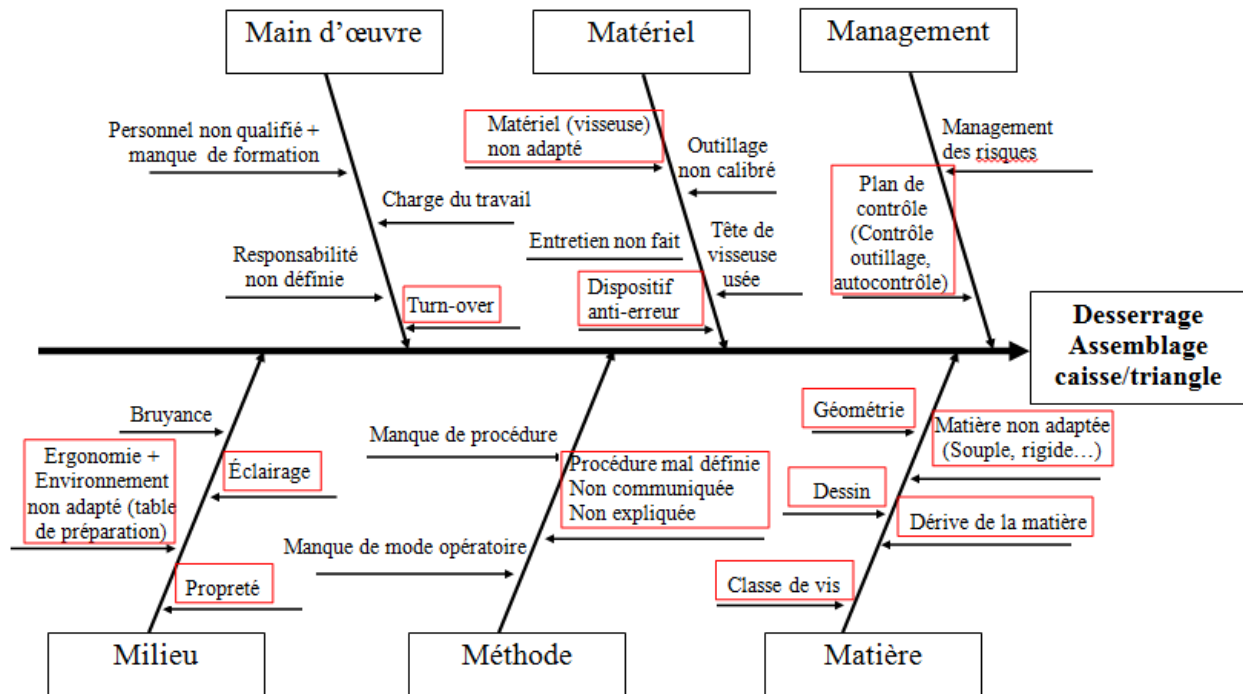 Main d'œuvre
Matériel
Management
Personnel non qualifié +
manque de formation
Charge du travail
Responsabilité
non définie
Turn-over
Matériel (visseuse)
non adapté
Outillage
non calibré
Entretien non fait
Tête de
visseuse
usée
Dispositif
anti-erreur
Management
des risques
Plan de
contrôle
(Contrôle
outillage,
autocontrôle)
Desserrage
Assemblage
caisse/triangle
Bruyance
Ergonomie +
Environnement
non adapté (table
de préparation)
Éclairage
Propreté
Manque de procédure
Procédure mal définie
Non communiquée
Non expliquée
Manque de mode opératoire
Géométrie
Matière non adaptée
(Souple, rigide…)
Dessin
Dérive de la matière
Classe de vis
Milieu
Méthode
Matière